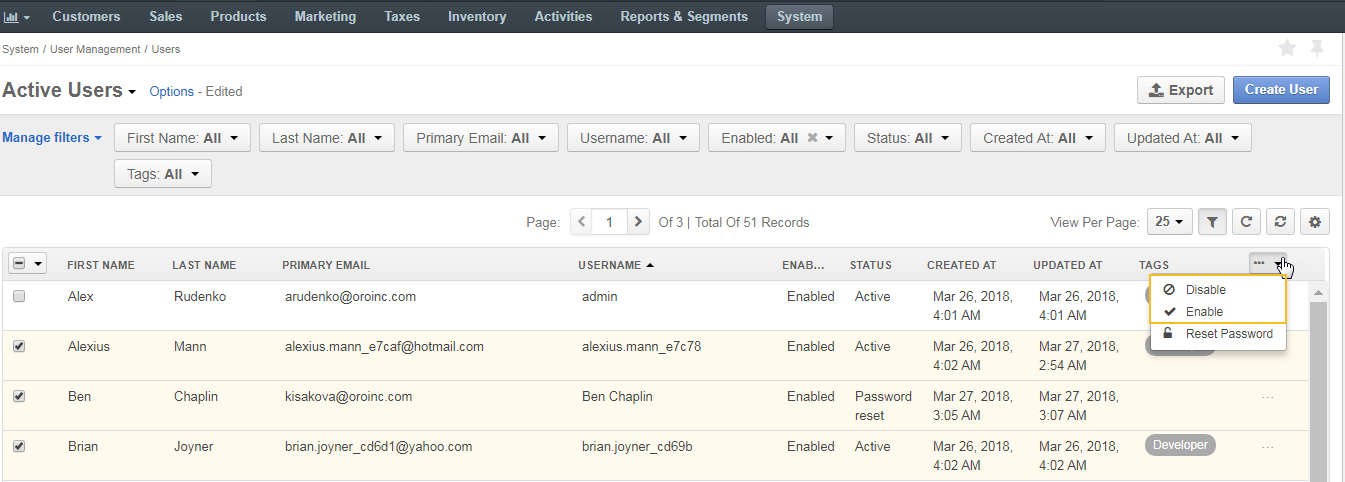 Customers Sales Products Marketing Taxes Inventory Activities Reports & Segments System
System / User Management / Users
Active Users Options - Edited Export Create User
Manage filters First Name: All Last Name: All Primary Email: All Username: All Enabled: All Status: All Created At: All Updated At: All
Tags: All
Page: 1 Of 3 | Total Of 51 Records View Per Page: 25
FIRST NAME LAST NAME PRIMARY EMAIL USERNAME ENAB... STATUS CREATED AT UPDATED AT TAGS
Disable
Enable
Reset Password
Alex Rudenko arudenko@oroinc.com admin Enabled Active Mar 26, 2018, Mar 26, 2018,
4:01 AM 4:01 AM
Alexius Mann alexius.mann_e7caf@hotmail.com alexius.mann_e7c78 Enabled Active Mar 26, 2018, Mar 27, 2018,
4:02 AM 2:54 AM
Ben Chaplin kisakova@oroinc.com Ben Chaplin Enabled Password Mar 27, 2018, Mar 27, 2018,
reset 3:05 AM 3:07 AM
Brian Joyner brian.joyner_cd6d1@yahoo.com brian.joyner_cd69b Enabled Active Mar 26, 2018, Mar 26, 2018, Developer
4:02 AM 4:02 AM